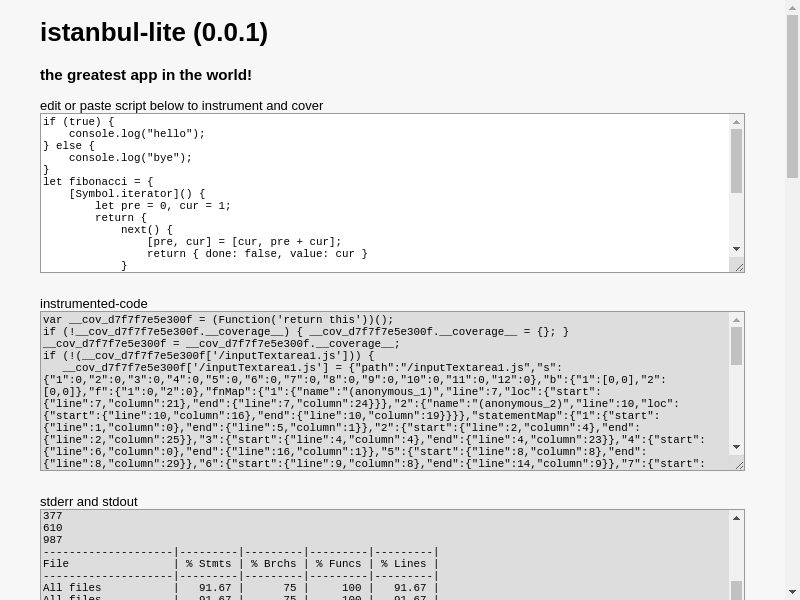 istanbul-lite (0.0.1)
the greatest app in the world!
edit or paste script below to instrument and cover
if (true) {
    console.log("hello");
} else {
    console.log("bye");
}
let fibonacci = {
    [Symbol.iterator]() {
        let pre = 0, cur = 1;
        return {
            next() {
                [pre, cur] = [cur, pre + cur];
                return { done: false, value: cur }
            }
instrumented-code
var __cov_d7f7f7e5e300f = (Function('return this'))();
if (!__cov_d7f7f7e5e300f.__coverage__) { __cov_d7f7f7e5e300f.__coverage__ = {}; }
__cov_d7f7f7e5e300f = __cov_d7f7f7e5e300f.__coverage__;
if (!(__cov_d7f7f7e5e300f['/inputTextarea1.js'])) {
   __cov_d7f7f7e5e300f['/inputTextarea1.js'] = {"path":"/inputTextarea1.js","s":
{"1":0,"2":0,"3":0,"4":0,"5":0,"6":0,"7":0,"8":0,"9":0,"10":0,"11":0,"12":0},"b":{"1":[0,0],"2":
[0,0]},"f":{"1":0,"2":0},"fnMap":{"1":{"name":"(anonymous_1)","line":7,"loc":{"start":
{"line":7,"column":21},"end":{"line":7,"column":24}}},"2":{"name":"(anonymous_2)","line":10,"loc":
{"start":{"line":10,"column":16},"end":{"line":10,"column":19}}}},"statementMap":{"1":{"start":
{"line":1,"column":0},"end":{"line":5,"column":1}},"2":{"start":{"line":2,"column":4},"end":
{"line":2,"column":25}},"3":{"start":{"line":4,"column":4},"end":{"line":4,"column":23}},"4":{"start":
{"line":6,"column":0},"end":{"line":16,"column":1}},"5":{"start":{"line":8,"column":8},"end":
{"line":8,"column":29}},"6":{"start":{"line":9,"column":8},"end":{"line":14,"column":9}},"7":{"start":
stderr and stdout
377
610
987
--------------------|---------|---------|---------|---------|
File                | % Stmts | % Brchs | % Funcs | % Lines |
--------------------|---------|---------|---------|---------|
All files           |   91.67 |      75 |     100 |   91.67 |
All files           |   91.67 |      75 |     100 |   91.67 |